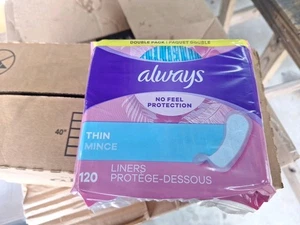 DOUBLE PACK • PAQUET DOUBLE
always
NO FEEL
PROTECTION
THIN
MINCE
120
LINERS
PROTÈGE-DESSOUS
40"